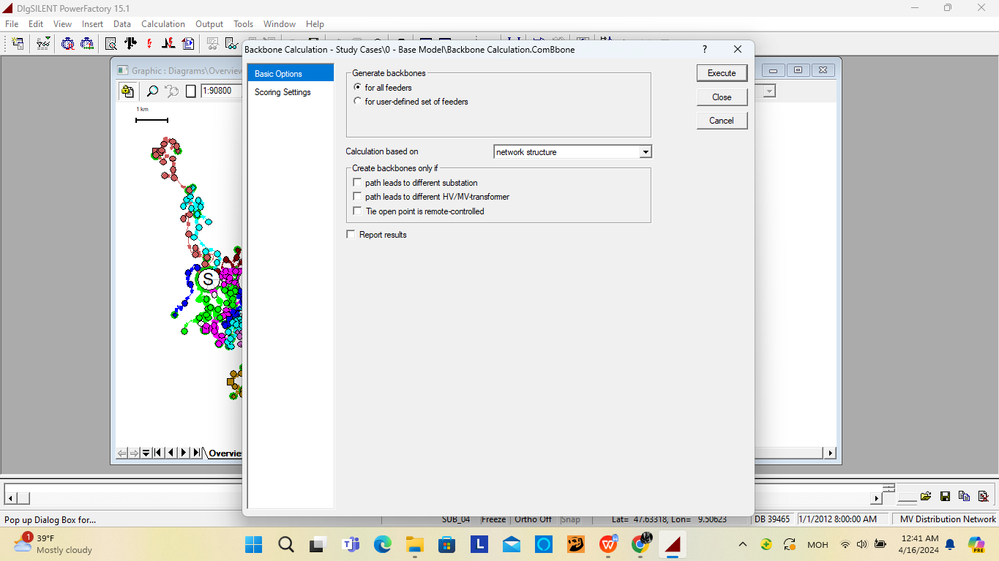 DIgSILENT PowerFactory 15.1
File Edit View Insert Data Calculation Output Tools Window Help
Backbone Calculation - Study Cases\0 - Base Model\Backbone Calculation.ComBbone
?
Graphic : Diagrams\Overview
1:90800
1 km
S
Overvie
Basic Options
Scoring Settings
Generate backbones
for all feeders
for user-defined set of feeders
Calculation based on
network structure
Create backbones only if
path leads to different substation
path leads to different HV/MV-transformer
Tie open point is remote-controlled
Report results
Execute
Close
Cancel
Pop up Dialog Box for...
SUB_04 Freeze Ortho Off Snap Lat= 47.63318, Lon= 9.50623 DB 39465 1/1/2012 8:00:00 AM MV Distribution Network
1
39°F
Mostly cloudy
L
W
MOH
12:41 AM
4/16/2024
PRE